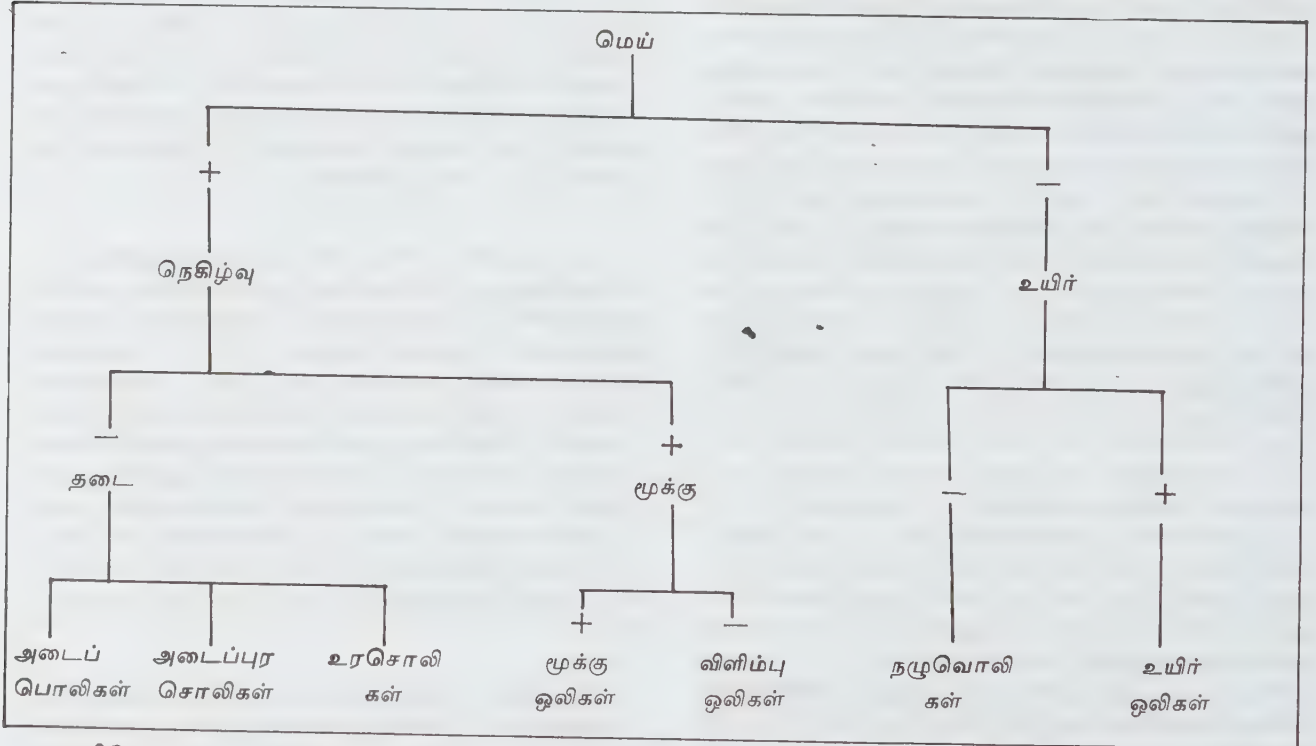 மெய்
+
—
நெகிழ்வு
உயிர்
—
+
தடை
மூக்கு
—
+
+
—
அடைப்
பொலிகள்
அடைப்புர
சொலிகள்
உரசொலி
கள்
மூக்கு
ஒலிகள்
விளிம்பு
ஒலிகள்
நழுவொலி
கள்
உயிர்
ஒலிகள்